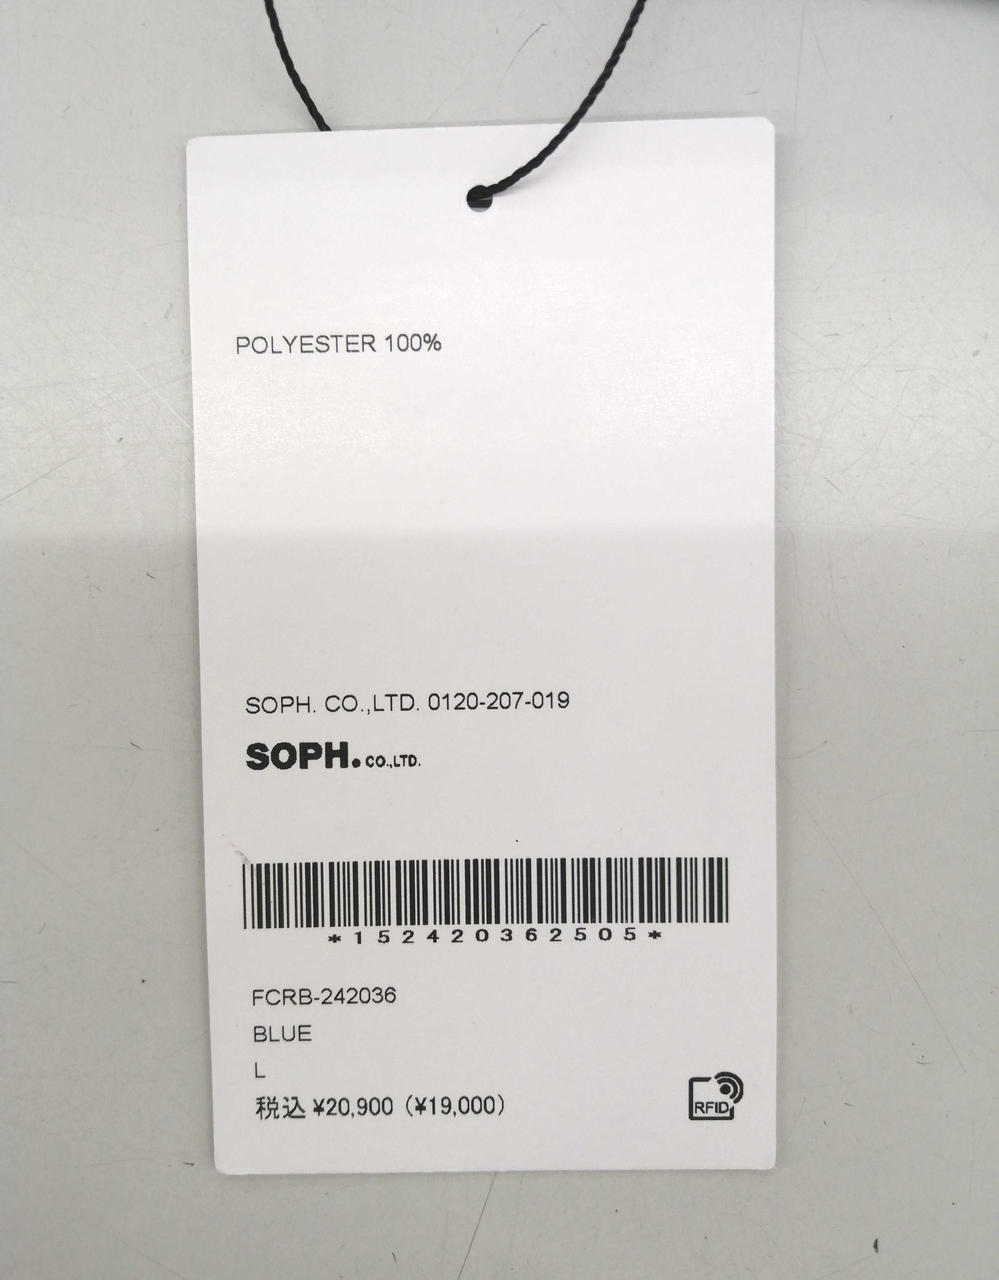 POLYESTER 100%
SOPH. CO.,LTD. 0120-207-019
SOPH. CO.,LTD.
*152420362505*
FCRB-242036
BLUE
L
税込 ¥20,900 (¥19,000)
RFID